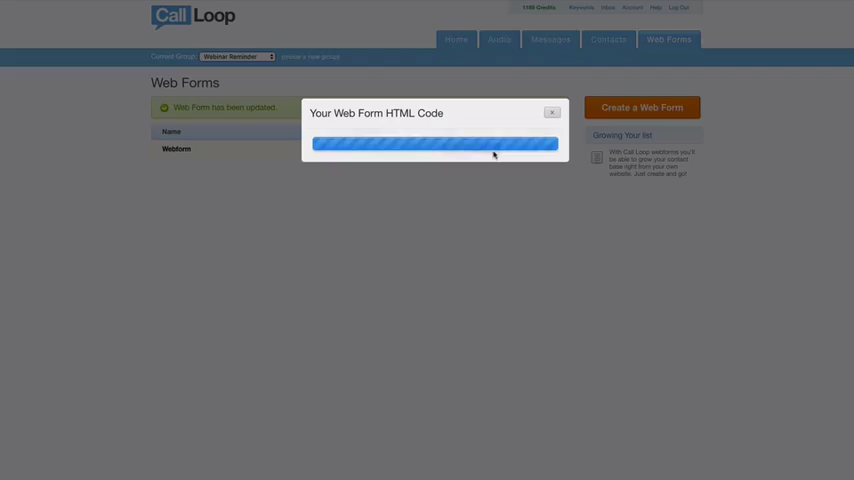 Call Loop
1169 Credits Keywords Inbox Account Help Log Out
Home Audio Messages Contacts Web Forms
Current Group: Webinar Reminder
Web Forms
Web Form has been updated.
Create a Web Form
Name
Webform
Your Web Form HTML Code
×
Growing Your list
With Call Loop webforms you'll
be able to grow your contact
base right from your own
website. Just create and go!